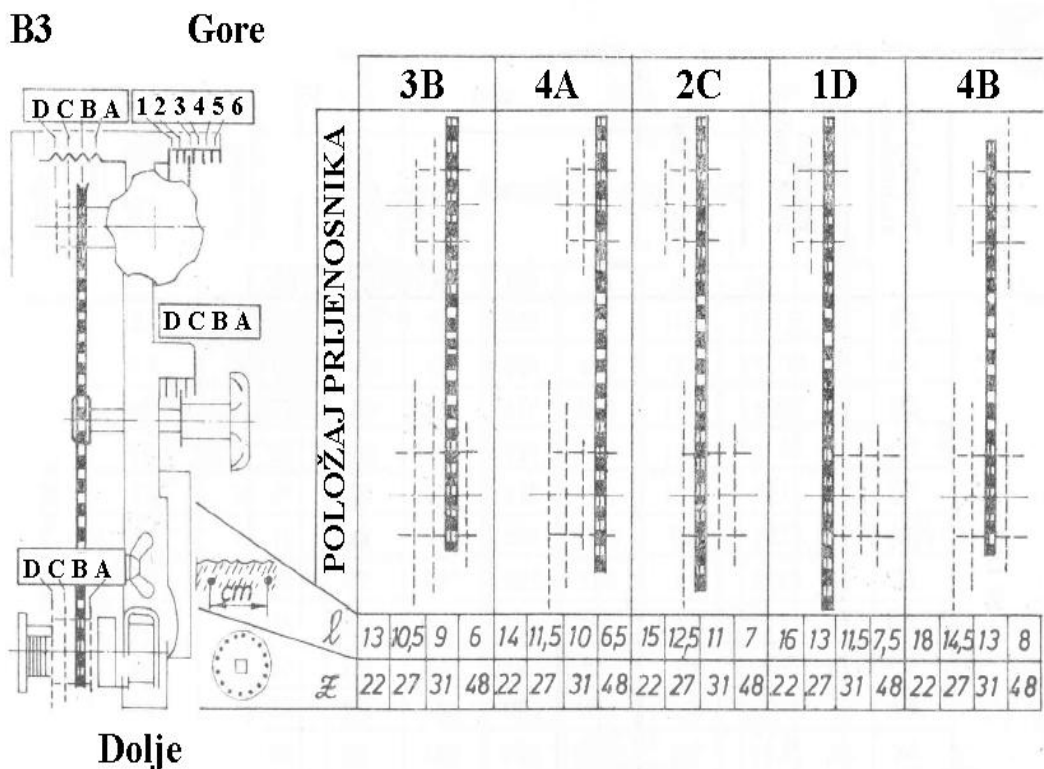 B3 Gore
3B 4A 2C 1D 4B
D C B A 1 2 3 4 5 6
POLOŽAJ PRIJENOSNIKA
D C B A
D C B A
cm
l 13 10,5 9 6 14 11,5 10 6,5 15 12,5 11 7 16 13 11,5 7,5 18 14,5 13 8
z 22 27 31 48 22 27 31 48 22 27 31 48 22 27 31 48 22 27 31 48
Dolje